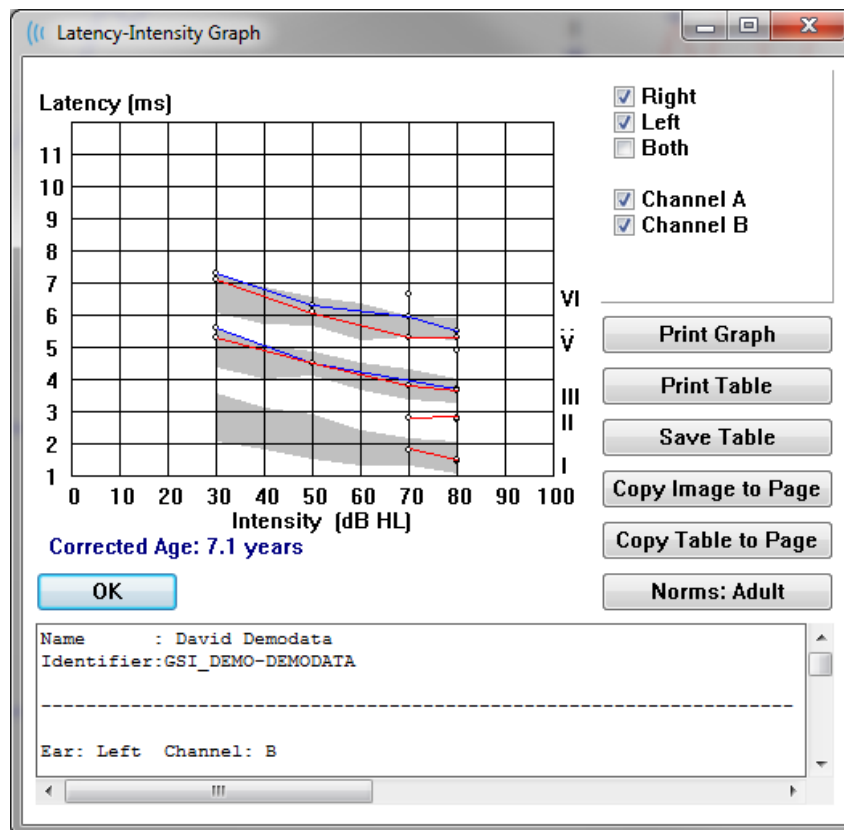 Latency-Intensity Graph
Latency (ms)
11
10
9
8
7
6
5
4
3
2
1
0 10 20 30 40 50 60 70 80 90 100
Intensity (dB HL)
VI
V
III
II
I
Right
Left
Both
Channel A
Channel B
Print Graph
Print Table
Save Table
Copy Image to Page
Copy Table to Page
Norms: Adult
Corrected Age: 7.1 years
OK
Name : David Demodata
Identifier:GSI_DEMO-DEMODATA
--------------------------------------------------------------------
Ear: Left Channel: B